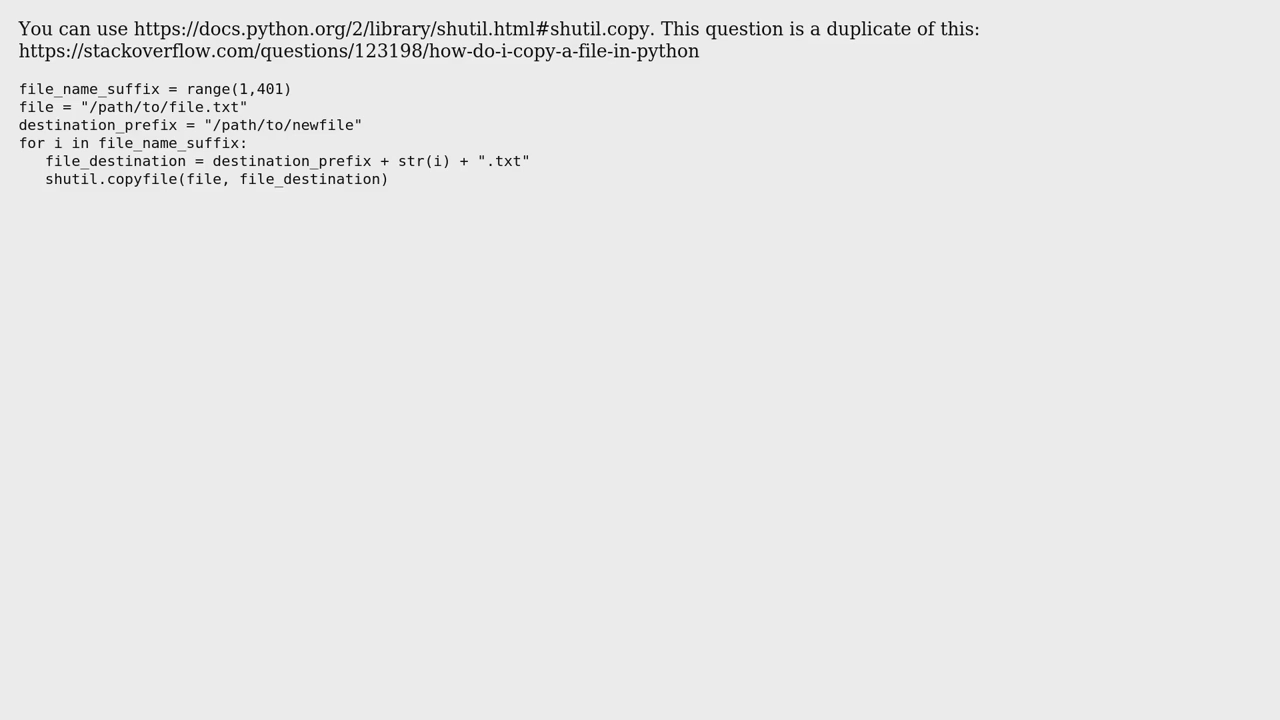 You can use https://docs.python.org/2/library/shutil.html#shutil.copy. This question is a duplicate of this:
https://stackoverflow.com/questions/123198/how-do-i-copy-a-file-in-python
file_name_suffix = range(1,401)
file = "/path/to/file.txt"
destination_prefix = "/path/to/newfile"
for i in file_name_suffix:
   file_destination = destination_prefix + str(i) + ".txt"
   shutil.copyfile(file, file_destination)